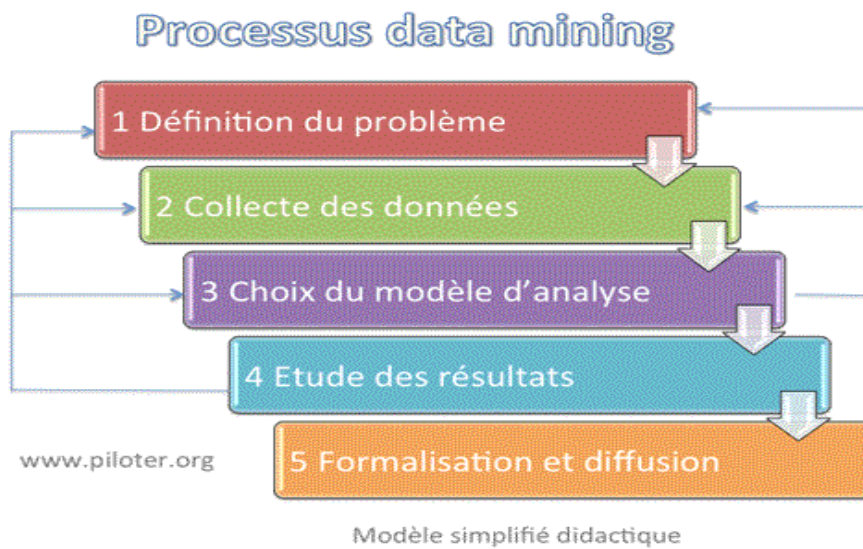 Processus data mining
1 Définition du problème
2 Collecte des données
3 Choix du modèle d'analyse
4 Etude des résultats
www.piloter.org
5 Formalisation et diffusion
Modèle simplifié didactique